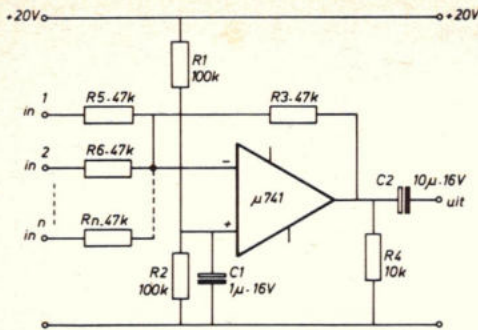 +20V
+20V
R1
100k
in 1
R5.47k
R3.47k
in 2
R6.47k
-
μ741
C2
10μ.16V
+
uit
in n
Rn.47k
R2
100k
C1
1μ-16V
R4
10k